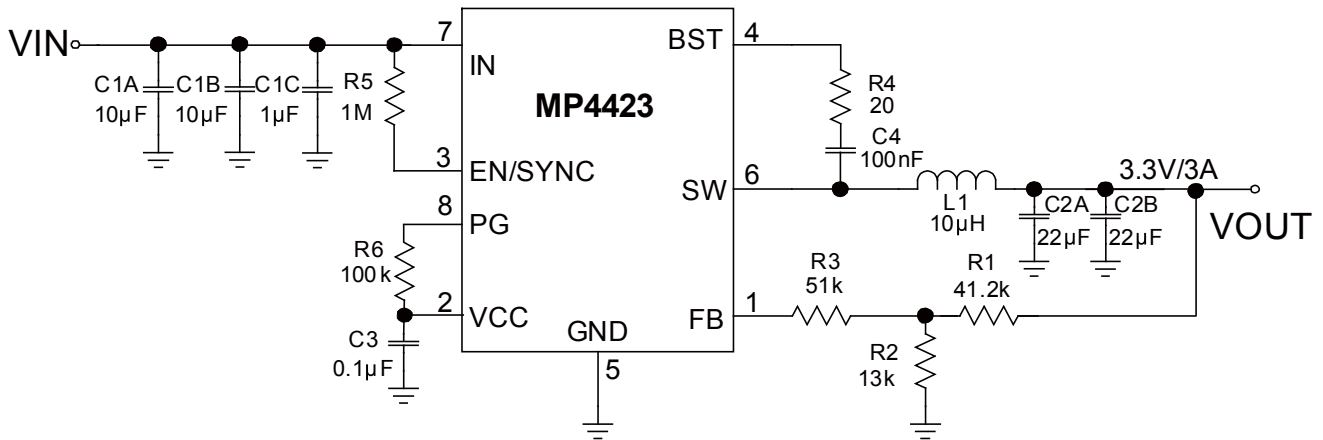 VIN
C1A
10µF
C1B
10µF
C1C
1µF
R5
1M
7
IN
3
EN/SYNC
8
PG
R6
100k
2
VCC
C3
0.1µF
MP4423
GND
5
BST
4
R4
20
C4
100nF
SW
6
L1
10µH
3.3V/3A
C2A
22µF
C2B
22µF
VOUT
FB
1
R3
51k
R1
41.2k
R2
13k